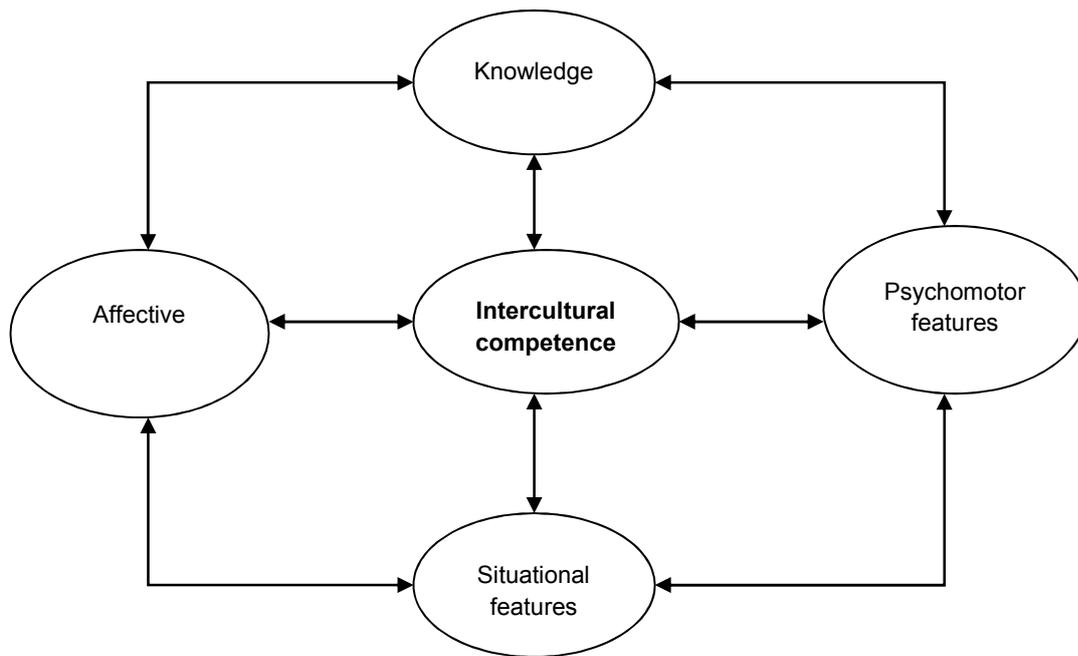 Knowledge
Affective
Intercultural
competence
Psychomotor
features
Situational
features